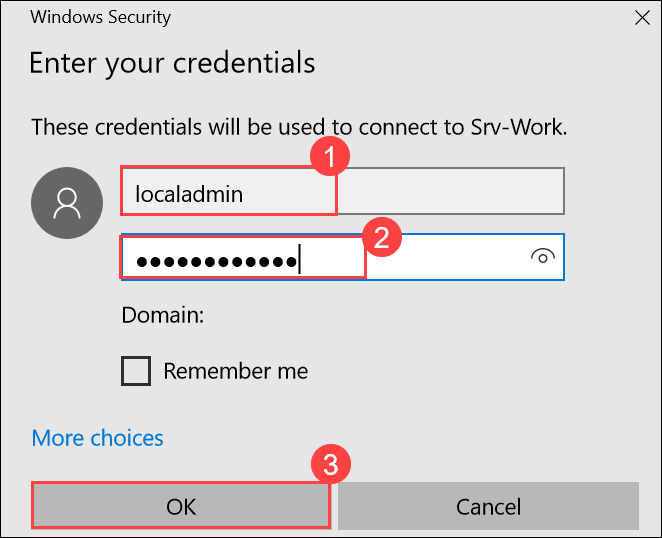 Windows Security
Enter your credentials
These credentials will be used to connect to Srv-Work.
1
localadmin
2
●●●●●●●●●●●●
Domain:
Remember me
More choices
3
OK
Cancel